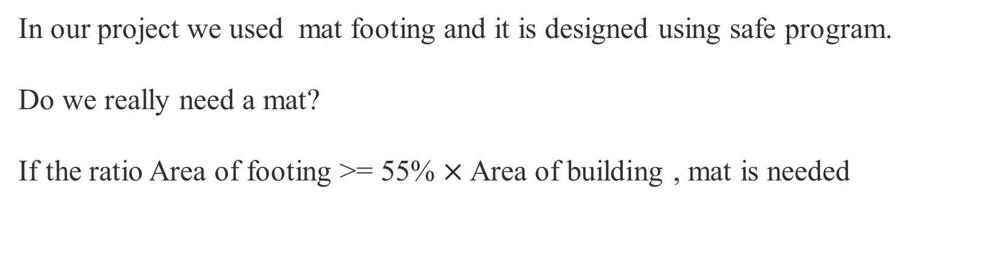 In our project we used  mat footing and it is designed using safe program.
Do we really need a mat?
If the ratio Area of footing >= 55% × Area of building , mat is needed